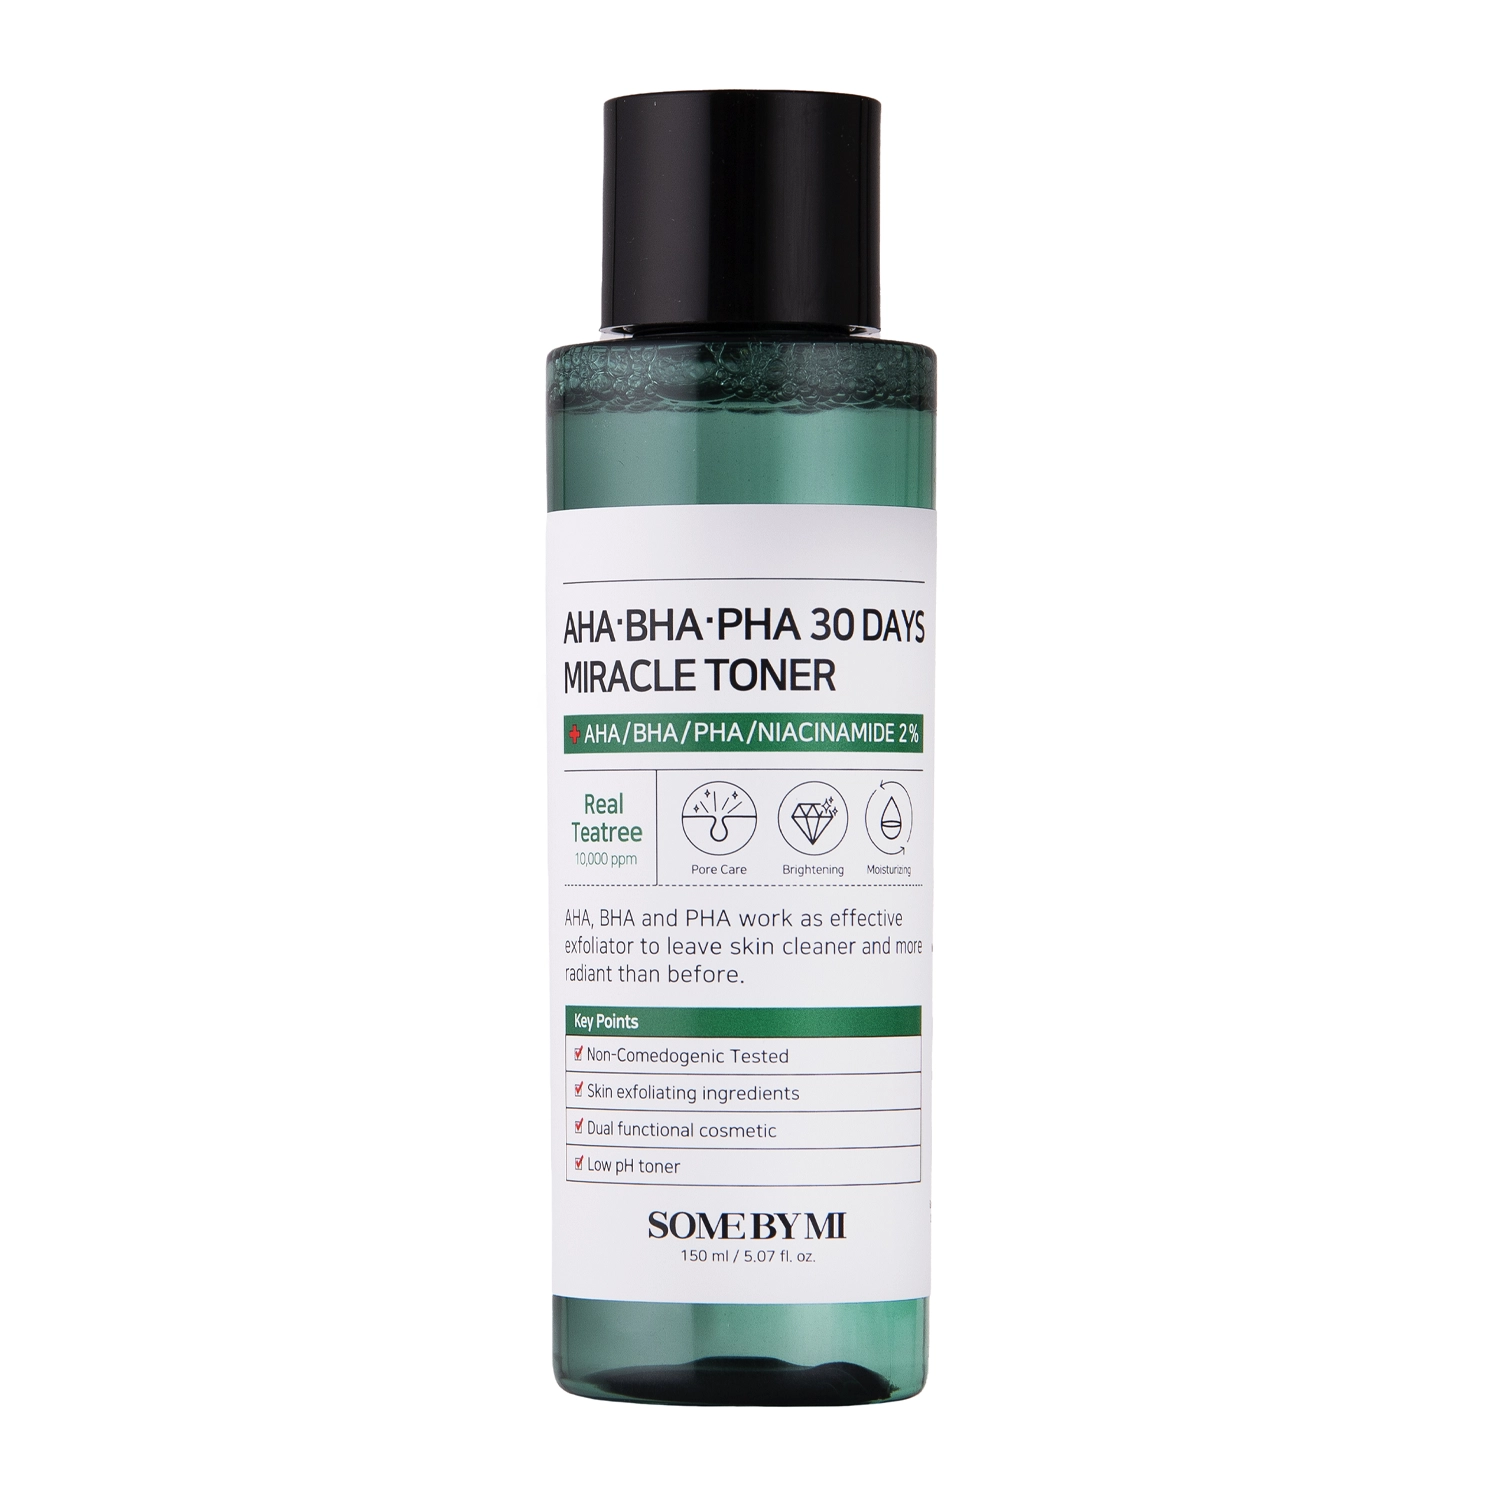 AHA·BHA·PHA 30 DAYS
MIRACLE TONER
AHA/BHA/PHA/NIACINAMIDE 2%
Real
Teatree
10,000 ppm
Pore Care
Brightening
Moisturizing
AHA, BHA and PHA work as effective
exfoliator to leave skin cleaner and more
radiant than before.
Key Points
Non-Comedogenic Tested
Skin exfoliating ingredients
Dual functional cosmetic
Low pH toner
SOME BY MI
150 ml / 5.07 fl. oz.